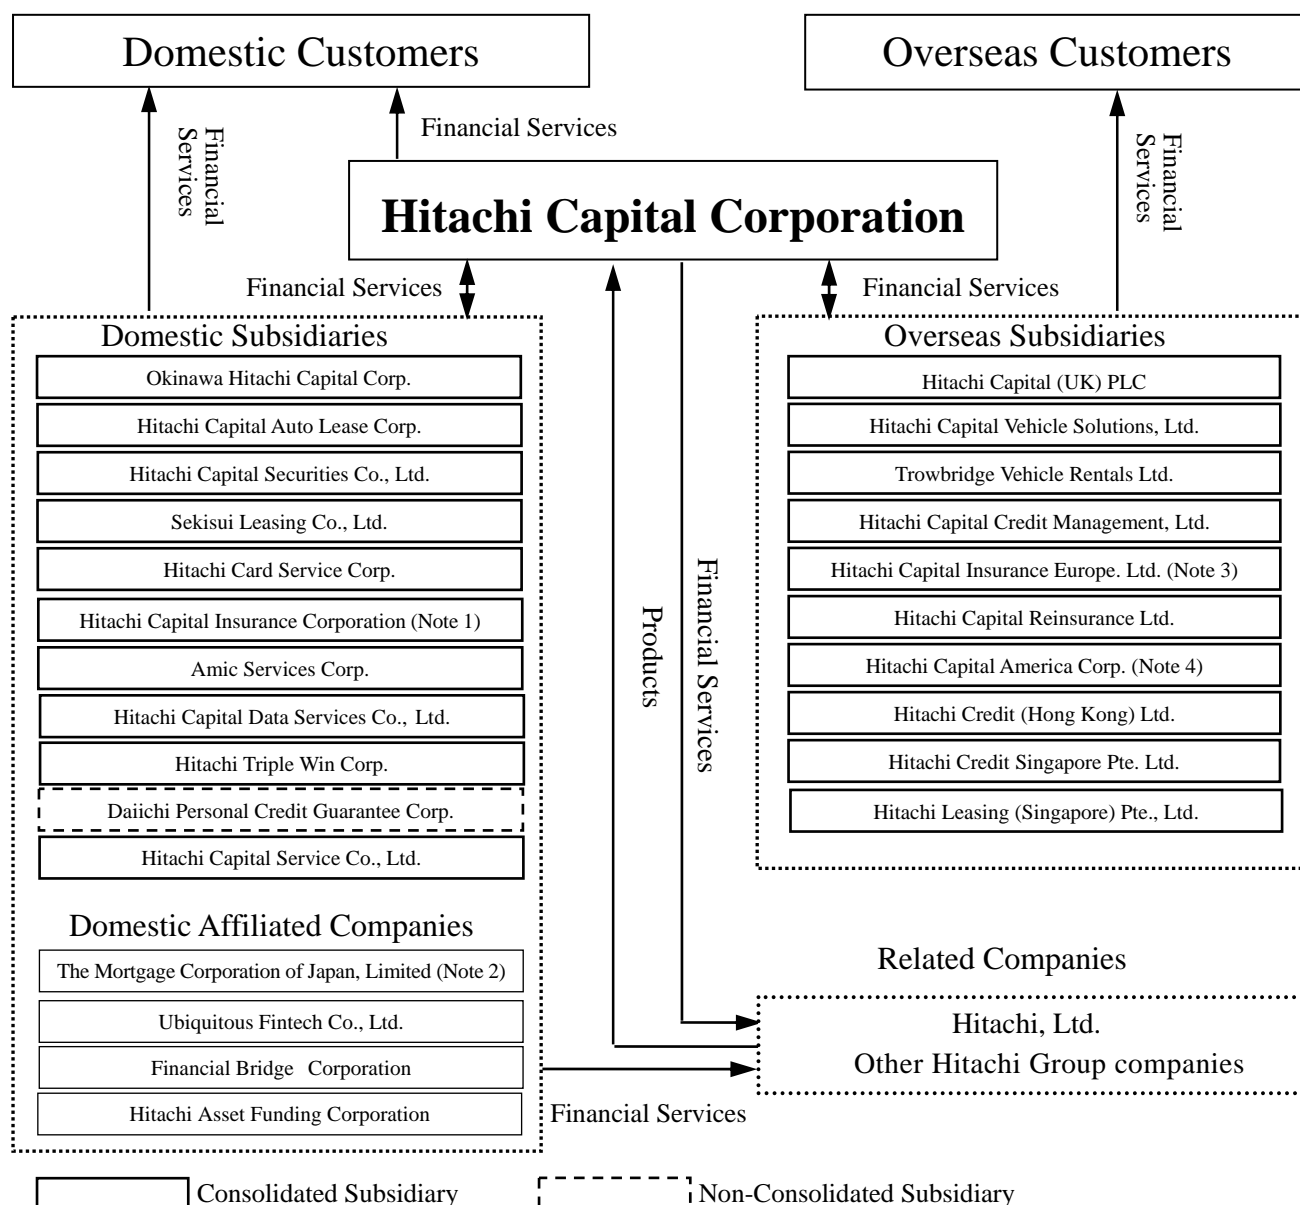 Domestic Customers
Overseas Customers
Financial Services
Financial
Services
Financial
Services
Hitachi Capital Corporation
Financial Services
Financial Services
Domestic Subsidiaries
Okinawa Hitachi Capital Corp.
Hitachi Capital Auto Lease Corp.
Hitachi Capital Securities Co., Ltd.
Sekisui Leasing Co., Ltd.
Hitachi Card Service Corp.
Hitachi Capital Insurance Corporation (Note 1)
Amic Services Corp.
Hitachi Capital Data Services Co., Ltd.
Hitachi Triple Win Corp.
Daiichi Personal Credit Guarantee Corp.
Hitachi Capital Service Co., Ltd.
Domestic Affiliated Companies
The Mortgage Corporation of Japan, Limited (Note 2)
Ubiquitous Fintech Co., Ltd.
Financial Bridge Corporation
Hitachi Asset Funding Corporation
Products
Financial Services
Overseas Subsidiaries
Hitachi Capital (UK) PLC
Hitachi Capital Vehicle Solutions, Ltd.
Trowbridge Vehicle Rentals Ltd.
Hitachi Capital Credit Management, Ltd.
Hitachi Capital Insurance Europe. Ltd. (Note 3)
Hitachi Capital Reinsurance Ltd.
Hitachi Capital America Corp. (Note 4)
Hitachi Credit (Hong Kong) Ltd.
Hitachi Credit Singapore Pte. Ltd.
Hitachi Leasing (Singapore) Pte., Ltd.
Related Companies
Hitachi, Ltd.
Other Hitachi Group companies
Financial Services
Consolidated Subsidiary
Non-Consolidated Subsidiary